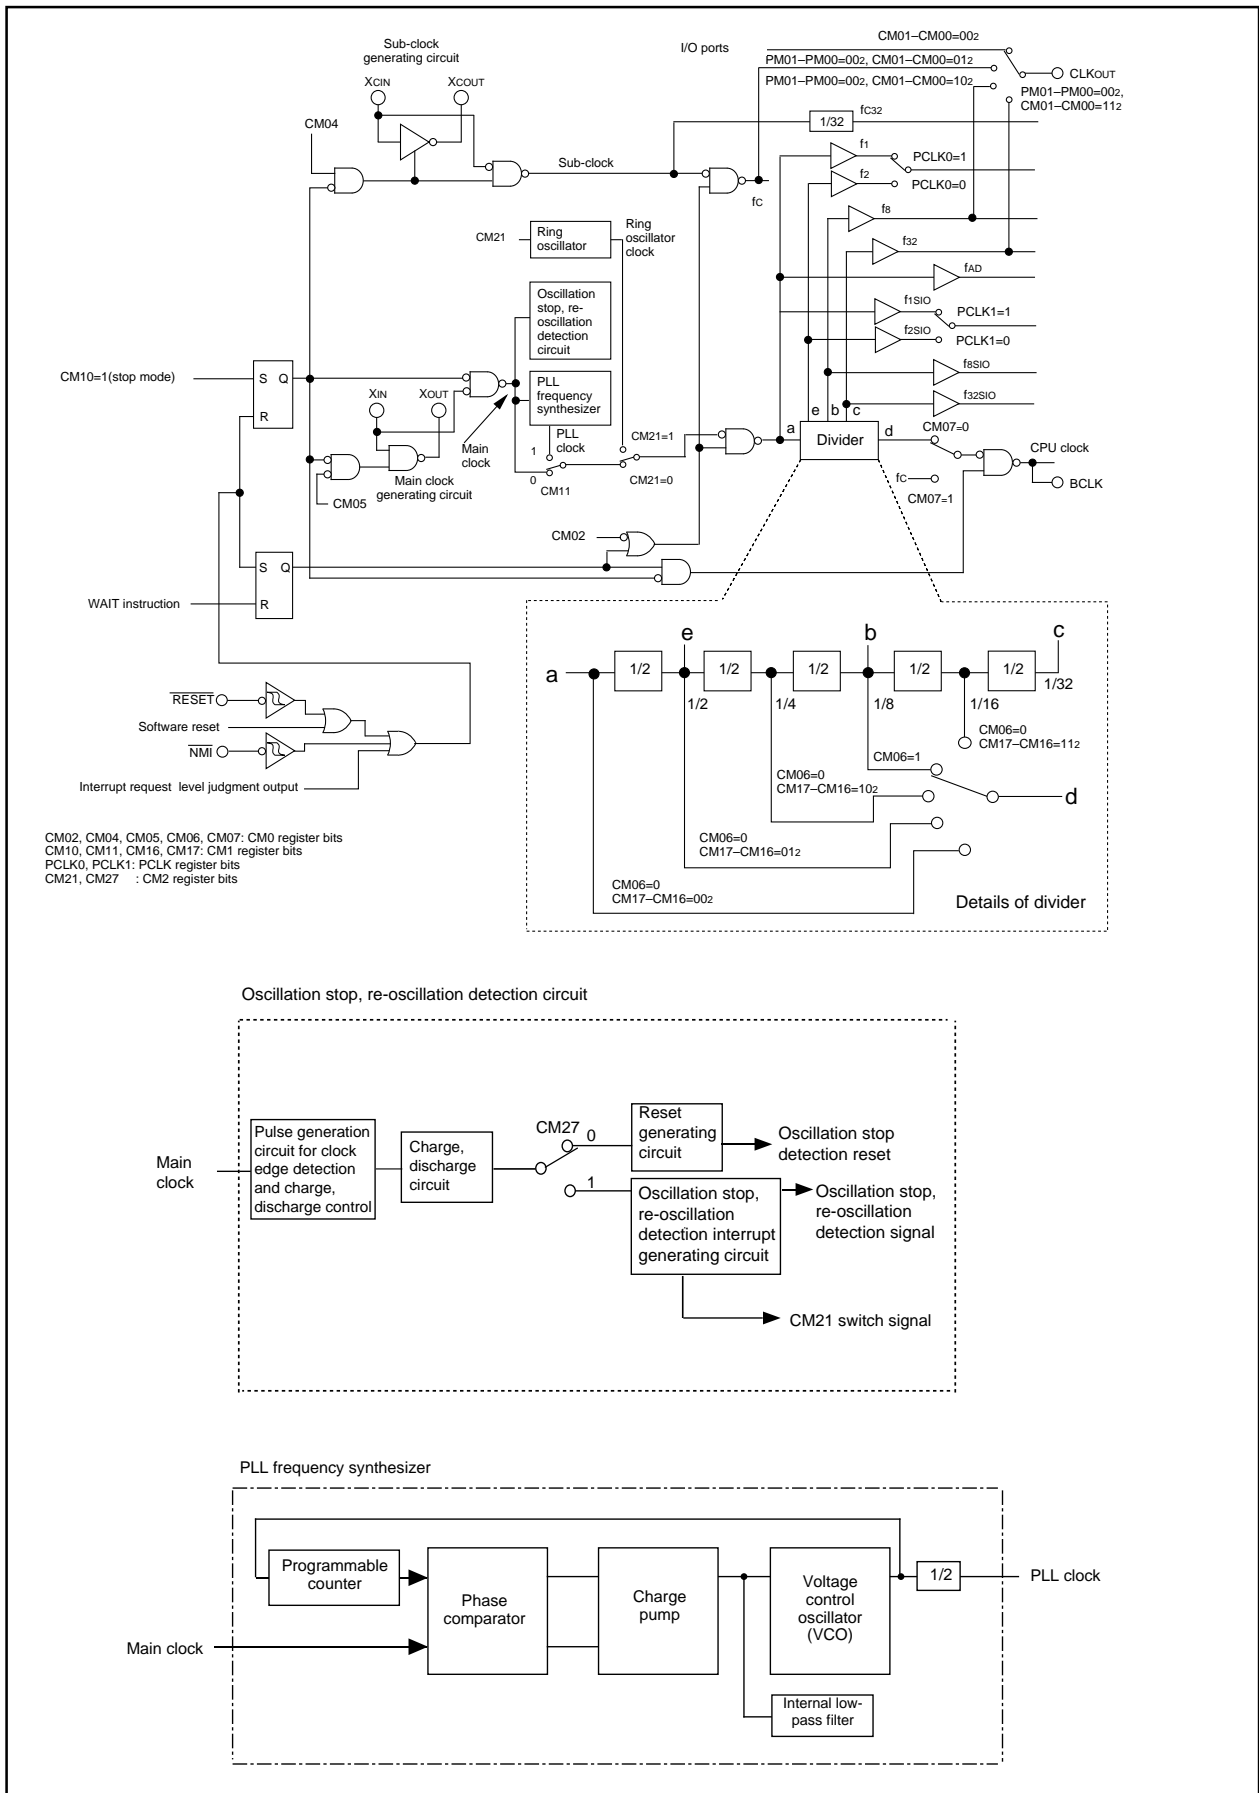 Sub-clock
generating circuit
XCIN
XCOUT
CM04
Sub-clock
I/O ports
CM01–CM00=002
PM01–PM00=002, CM01–CM00=012
PM01–PM00=002, CM01–CM00=102
CLKOUT
PM01–PM00=002,
CM01–CM00=112
1/32
fC32
f1
PCLK0=1
f2
PCLK0=0
fC
f8
f32
fAD
f1SIO
PCLK1=1
f2SIO
PCLK1=0
f8SIO
f32SIO
CM21
Ring
oscillator
Ring
oscillator
clock
Oscillation
stop, re-
oscillation
detection
circuit
CM10=1(stop mode)
S Q
R
XIN
XOUT
PLL
frequency
synthesizer
Main
clock
1
PLL
clock
CM21=1
CM21=0
0
CM11
Main clock
generating circuit
CM05
e
b
c
a
Divider
d
CM07=0
CPU clock
fC
CM07=1
BCLK
CM02
S Q
R
WAIT instruction
RESET
Software reset
NMI
Interrupt request level judgment output
e
b
c
a
1/2
1/2
1/2
1/2
1/2
1/2
1/4
1/8
1/16
1/32
CM06=0
CM17–CM16=112
CM06=1
CM06=0
CM17–CM16=102
d
CM06=0
CM17–CM16=012
CM06=0
CM17–CM16=002
Details of divider
CM02, CM04, CM05, CM06, CM07: CM0 register bits
CM10, CM11, CM16, CM17: CM1 register bits
PCLK0, PCLK1: PCLK register bits
CM21, CM27 : CM2 register bits
Oscillation stop, re-oscillation detection circuit
Main
clock
Pulse generation
circuit for clock
edge detection
and charge,
discharge control
Charge,
discharge
circuit
CM27
0
1
Reset
generating
circuit
Oscillation stop
detection reset
Oscillation stop,
re-oscillation
detection interrupt
generating circuit
Oscillation stop,
re-oscillation
detection signal
CM21 switch signal
PLL frequency synthesizer
Programmable
counter
Main clock
Phase
comparator
Charge
pump
Voltage
control
oscillator
(VCO)
1/2
PLL clock
Internal low-
pass filter